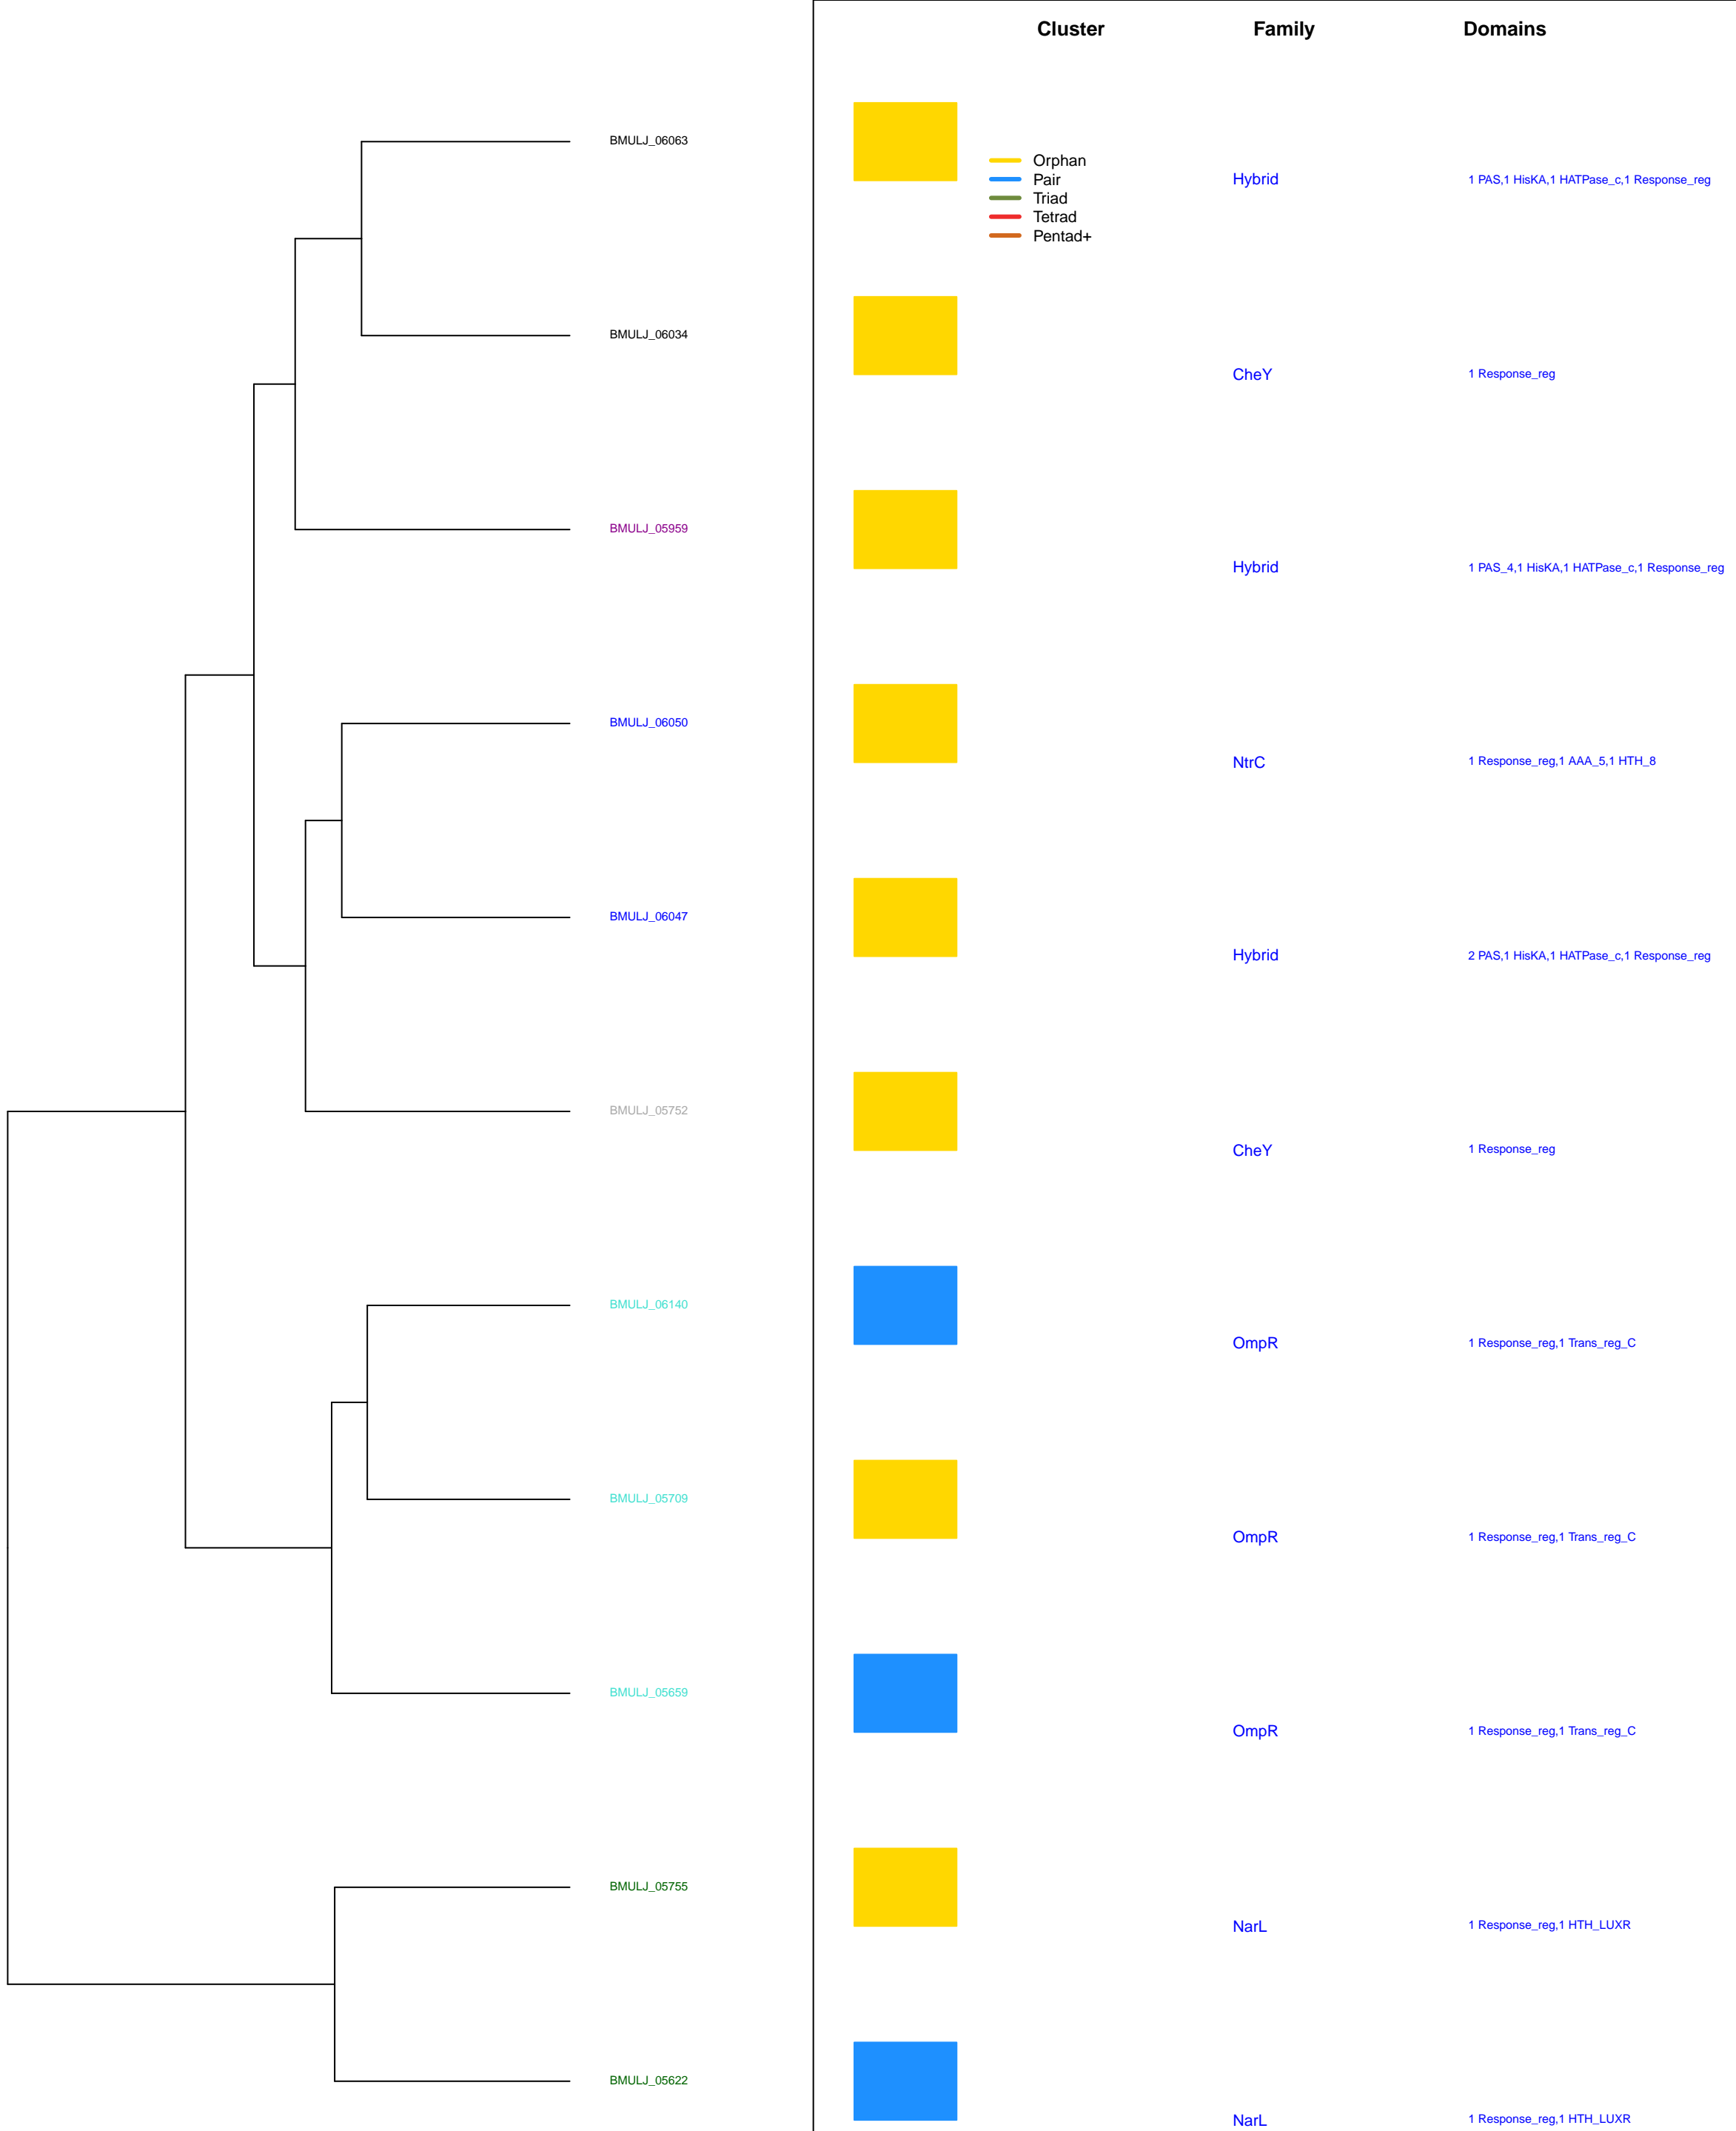 Cluster Family Domains
BMULJ_06063
Orphan
Pair
Triad
Tetrad
Pentad+
Hybrid 1 PAS,1 HisKA,1 HATPase_c,1 Response_reg
BMULJ_06034
CheY 1 Response_reg
BMULJ_05959
Hybrid 1 PAS_4,1 HisKA,1 HATPase_c,1 Response_reg
BMULJ_06050
NtrC 1 Response_reg,1 AAA_5,1 HTH_8
BMULJ_06047
Hybrid 2 PAS,1 HisKA,1 HATPase_c,1 Response_reg
BMULJ_05752
CheY 1 Response_reg
BMULJ_06140
OmpR 1 Response_reg,1 Trans_reg_C
BMULJ_05709
OmpR 1 Response_reg,1 Trans_reg_C
BMULJ_05659
OmpR 1 Response_reg,1 Trans_reg_C
BMULJ_05755
NarL 1 Response_reg,1 HTH_LUXR
BMULJ_05622
NarL 1 Response_reg,1 HTH_LUXR